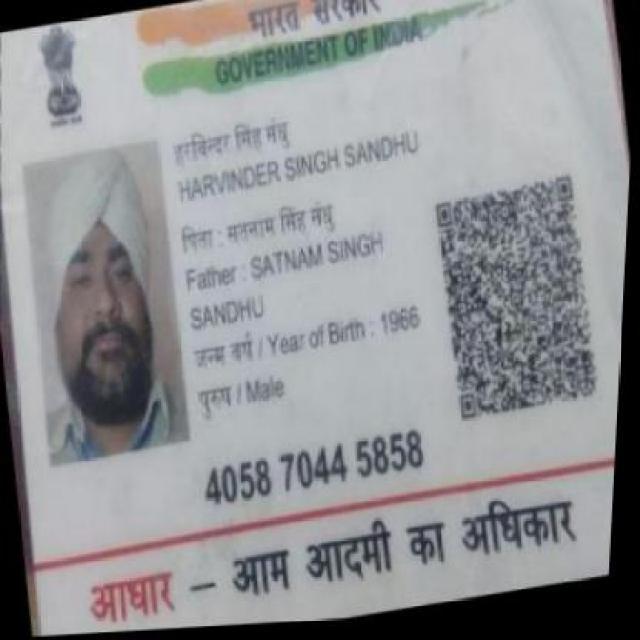 भारत सरकार
GOVERNMENT OF INDIA
हरविन्दर सिंह संधु
HARVINDER SINGH SANDHU
पिता : सतनाम सिंह संधु
Father : SATNAM SINGH
SANDHU
जन्म वर्ष / Year of Birth : 1966
पुरुष / Male
4058 7044 5858
आधार – आम आदमी का अधिकार